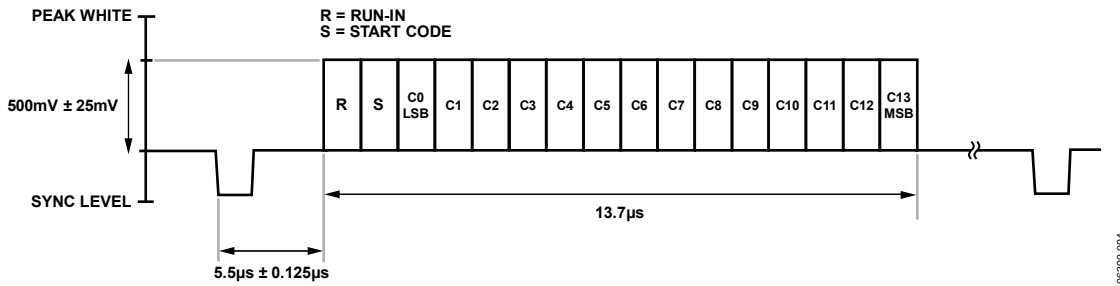 PEAK WHITE
R = RUN-IN
S = START CODE
500mV ± 25mV
R
S
C0
LSB
C1
C2
C3
C4
C5
C6
C7
C8
C9
C10
C11
C12
C13
MSB
SYNC LEVEL
13.7µs
5.5µs ± 0.125µs